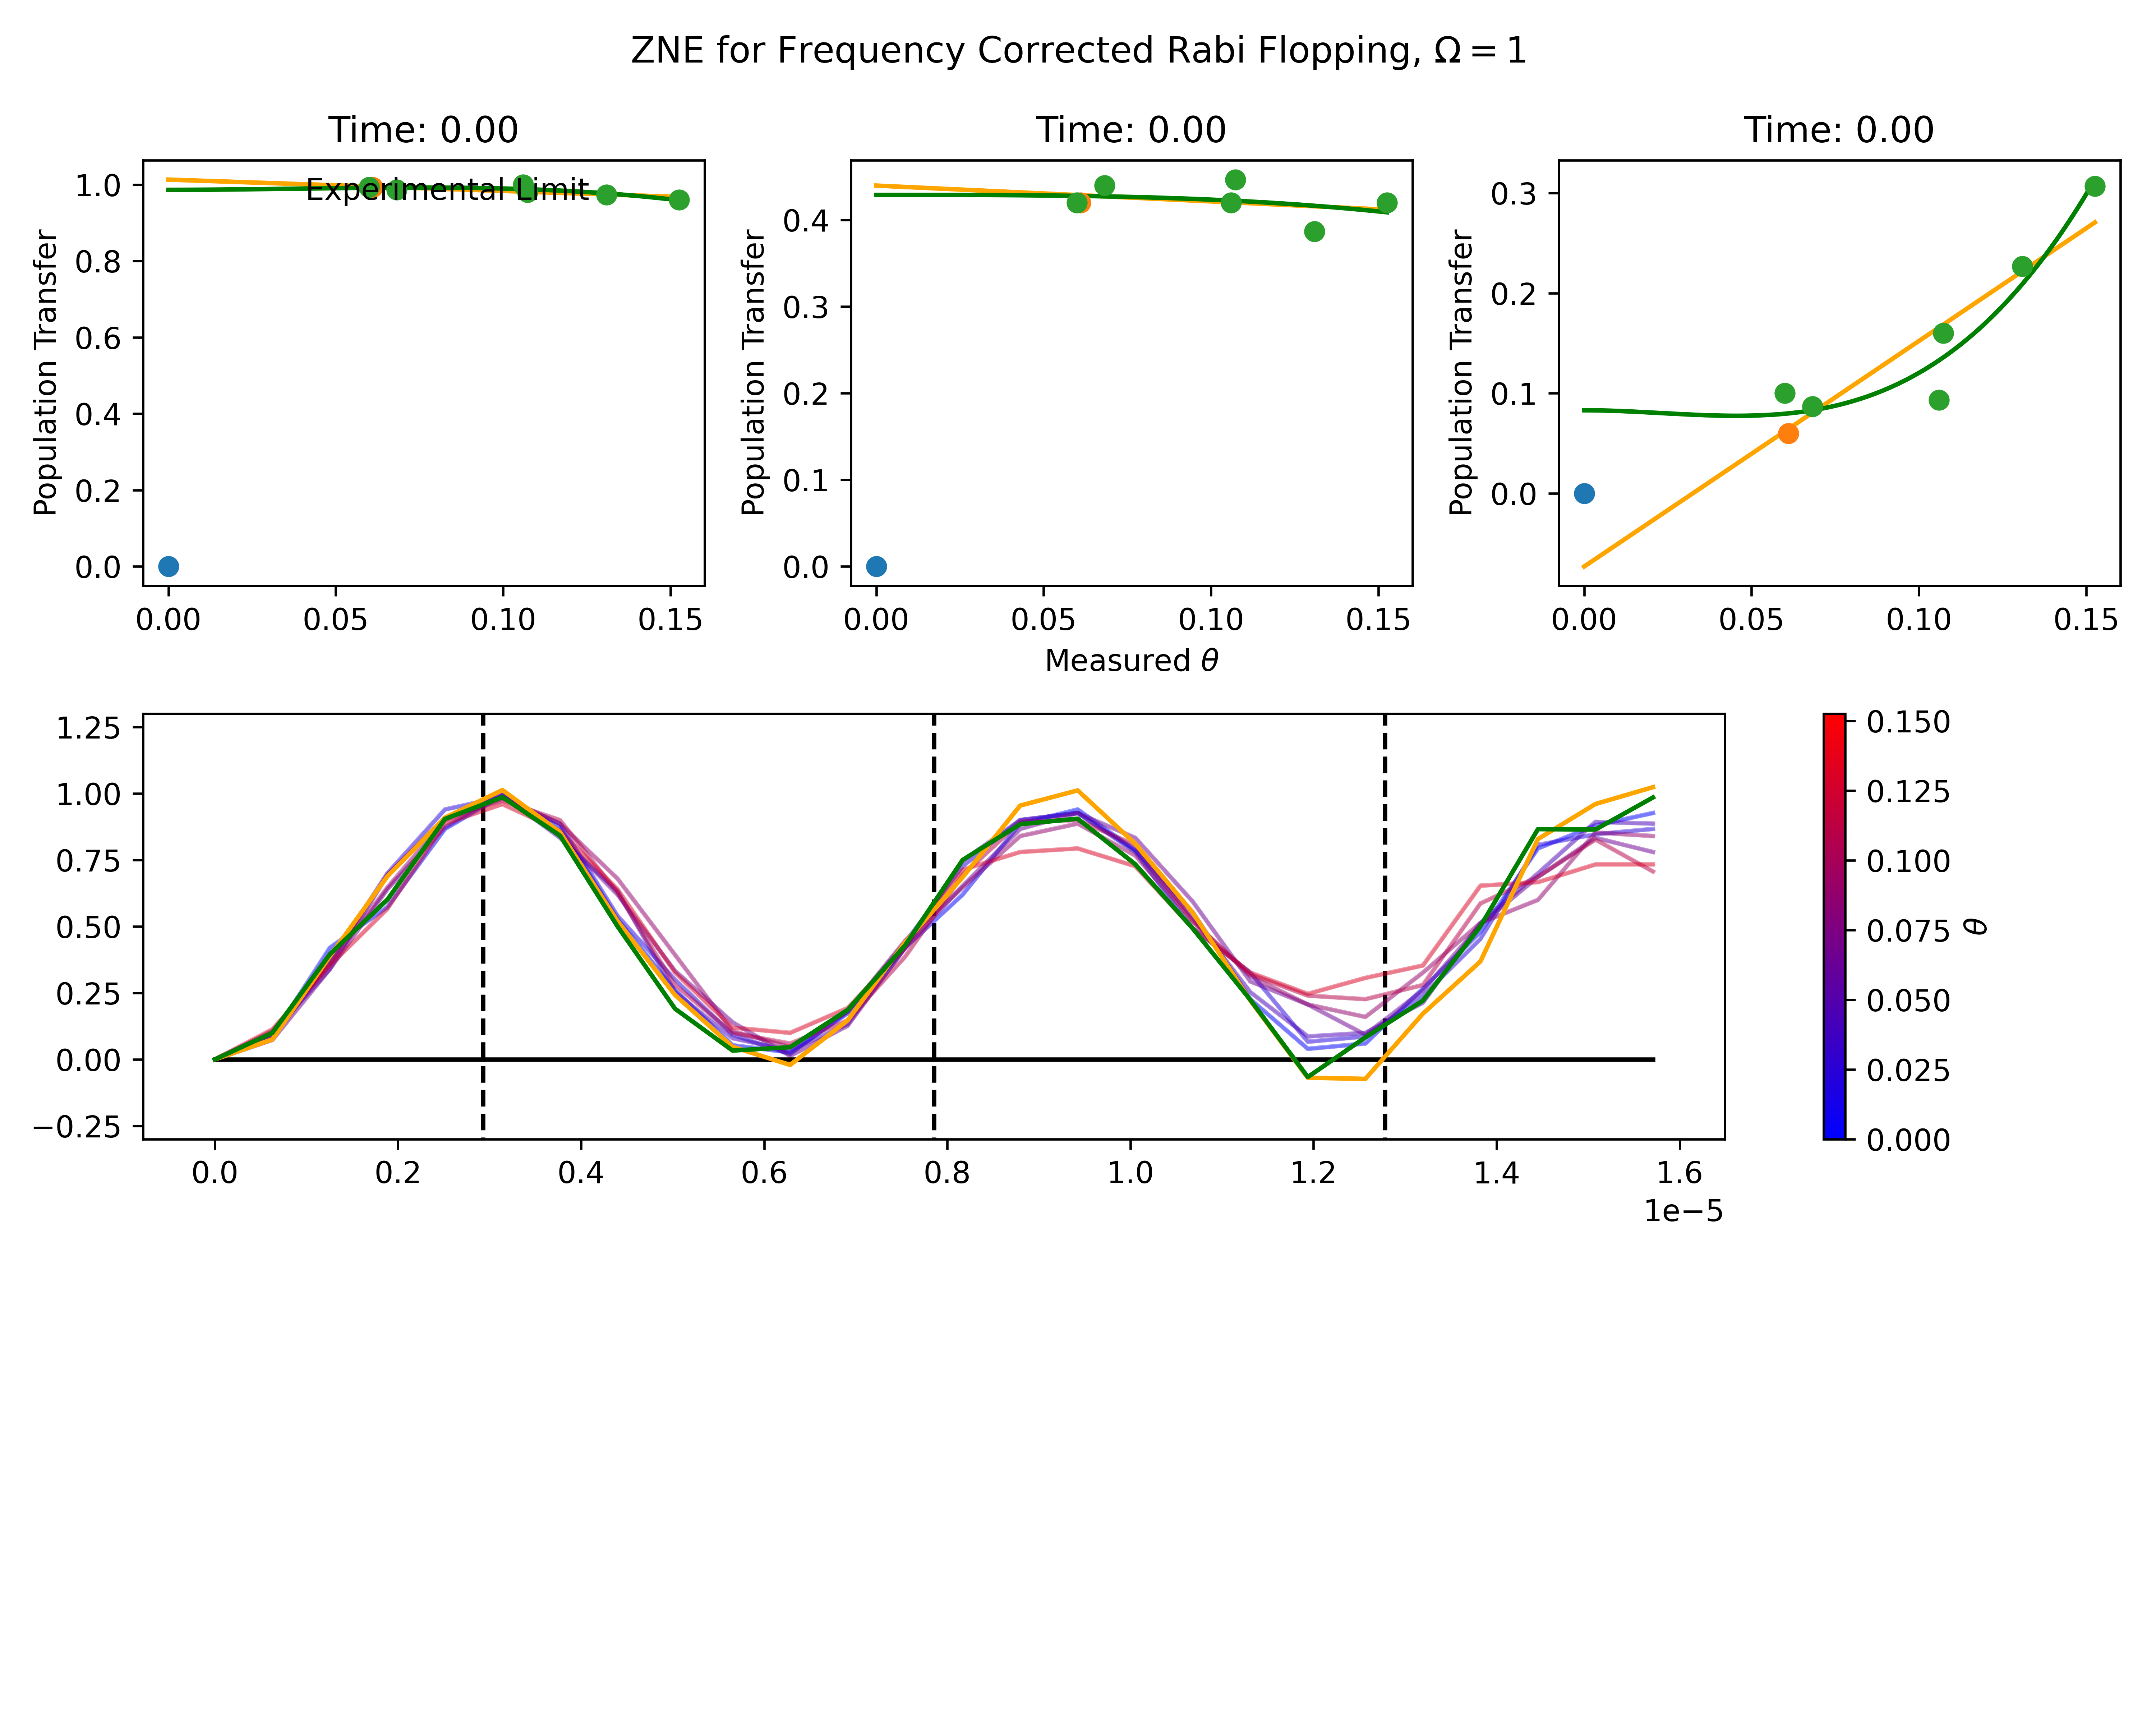 ZNE for Frequency Corrected Rabi Flopping, Ω = 1
Time: 0.00
Time: 0.00
Time: 0.00
Population Transfer
1.0
0.8
0.6
0.4
0.2
0.0
Experimental Limit
0.00 0.05 0.10 0.15
Population Transfer
0.4
0.3
0.2
0.1
0.0
0.00 0.05 0.10 0.15
Measured θ
Population Transfer
0.3
0.2
0.1
0.0
0.00 0.05 0.10 0.15
1.25
1.00
0.75
0.50
0.25
0.00
−0.25
0.0 0.2 0.4 0.6 0.8 1.0 1.2 1.4 1.6
1e−5
0.150
0.125
0.100
0.075
0.050
0.025
0.000
θ